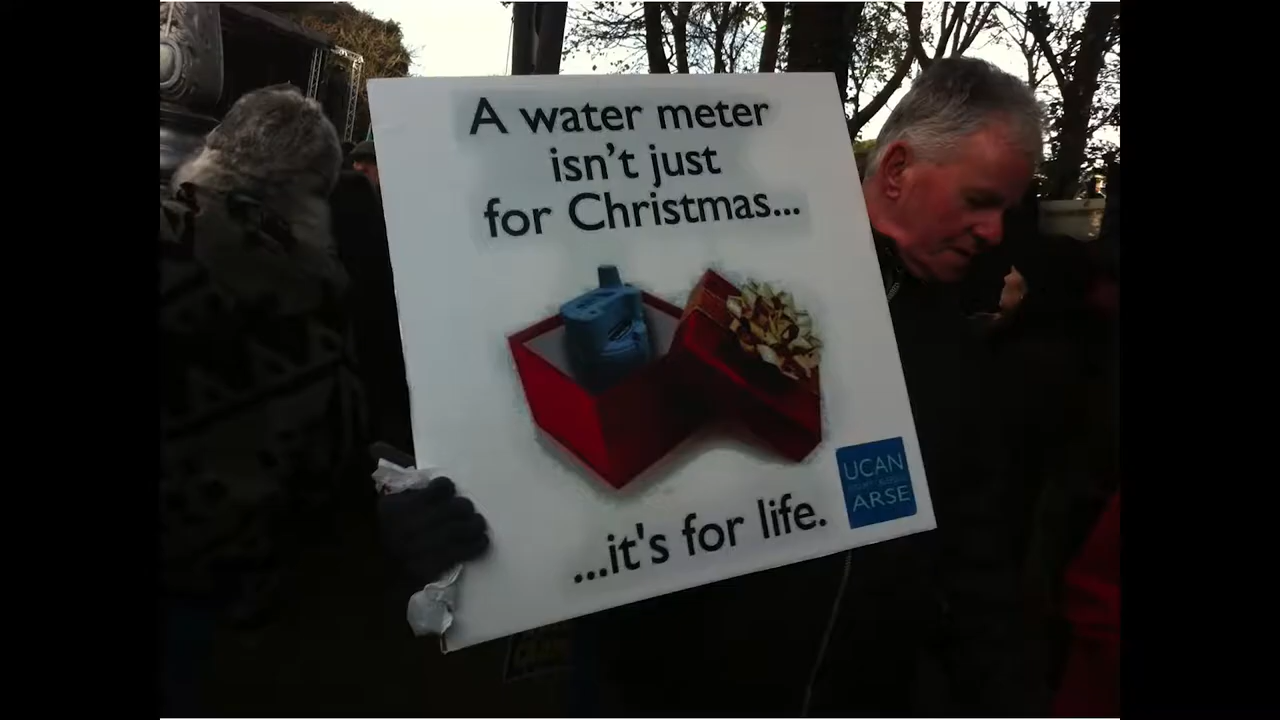 A water meter
isn't just
for Christmas...
...it's for life.
UCAN
ARSE